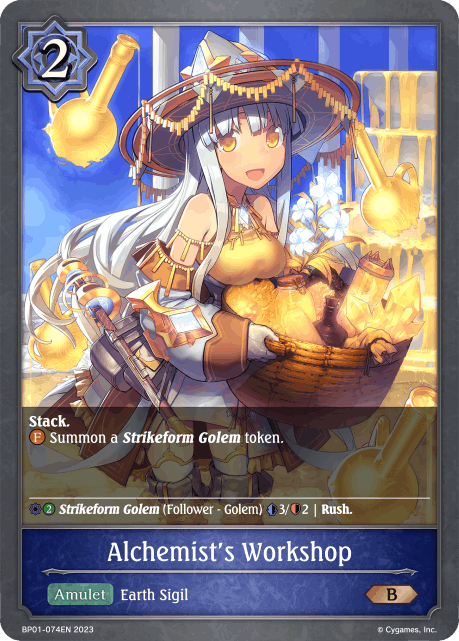 2
Stack.
F Summon a Strikeform Golem token.
2 Strikeform Golem (Follower - Golem) 3/2 | Rush.
Alchemist's Workshop
Amulet Earth Sigil B
BP01-074EN 2023 © Cygames, Inc.